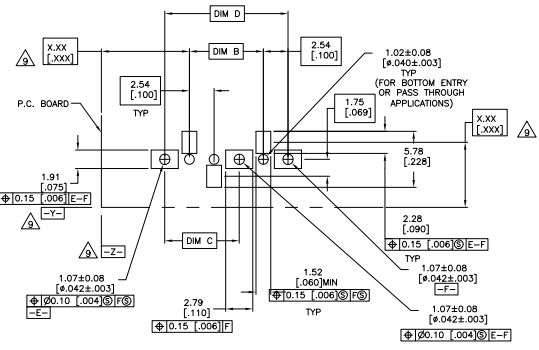 DIM D
9
X.XX
[.XXX]
DIM B
2.54
[.100]
1.02±0.08
[ø.040±.003]
TYP
(FOR BOTTOM ENTRY
OR PASS THROUGH
APPLICATIONS)
2.54
[.100]
TYP
P.C. BOARD
1.75
[.069]
X.XX
[.XXX]
9
5.78
[.228]
1.91
[.075]
⌖ 0.15 [.006] E-F
-Y-
9
2.28
[.090]
⌖ 0.15 [.006]Ⓢ E-F
TYP
9
-Z-
DIM C
1.07±0.08
[ø.042±.003]
⌖ Ø0.10 [.004]Ⓢ FⓈ
-E-
1.52
[.060]MIN
⌖ 0.15 [.006]Ⓢ FⓈ
TYP
1.07±0.08
[ø.042±.003]
-F-
2.79
[.110]
⌖ 0.15 [.006] F
1.07±0.08
[ø.042±.003]
⌖ Ø0.10 [.004]Ⓢ E-F